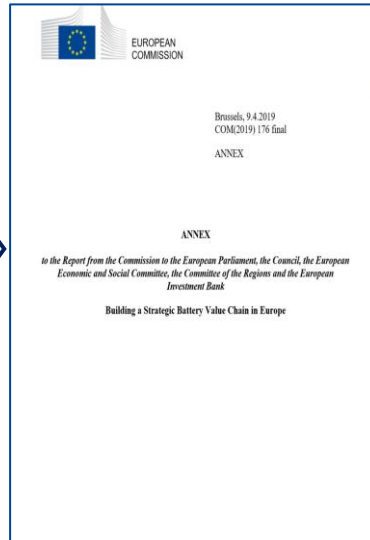 EUROPEAN
COMMISSION
Brussels, 9.4.2019
COM(2019) 176 final
ANNEX
ANNEX
to the Report from the Commission to the European Parliament, the Council, the European
Economic and Social Committee, the Committee of the Regions and the European
Investment Bank
Building a Strategic Battery Value Chain in Europe